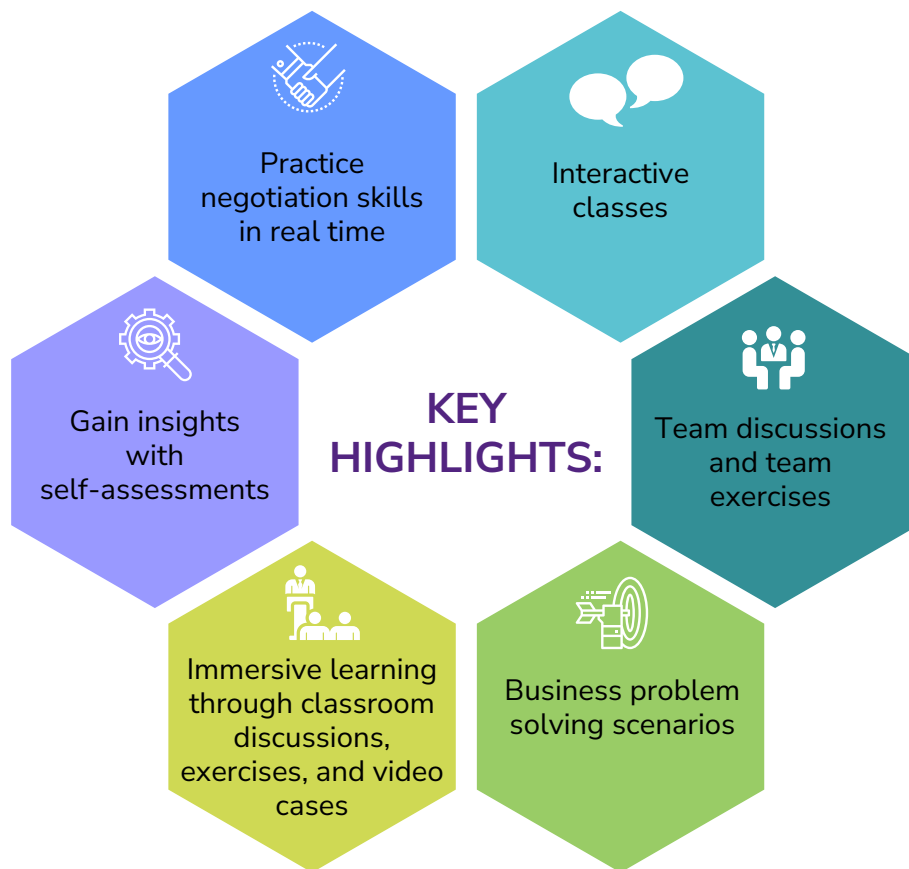 Practice
negotiation skills
in real time
Interactive
classes
Gain insights
with
self-assessments
KEY
HIGHLIGHTS:
Team discussions
and team
exercises
Immersive learning
through classroom
discussions,
exercises, and video
cases
Business problem
solving scenarios